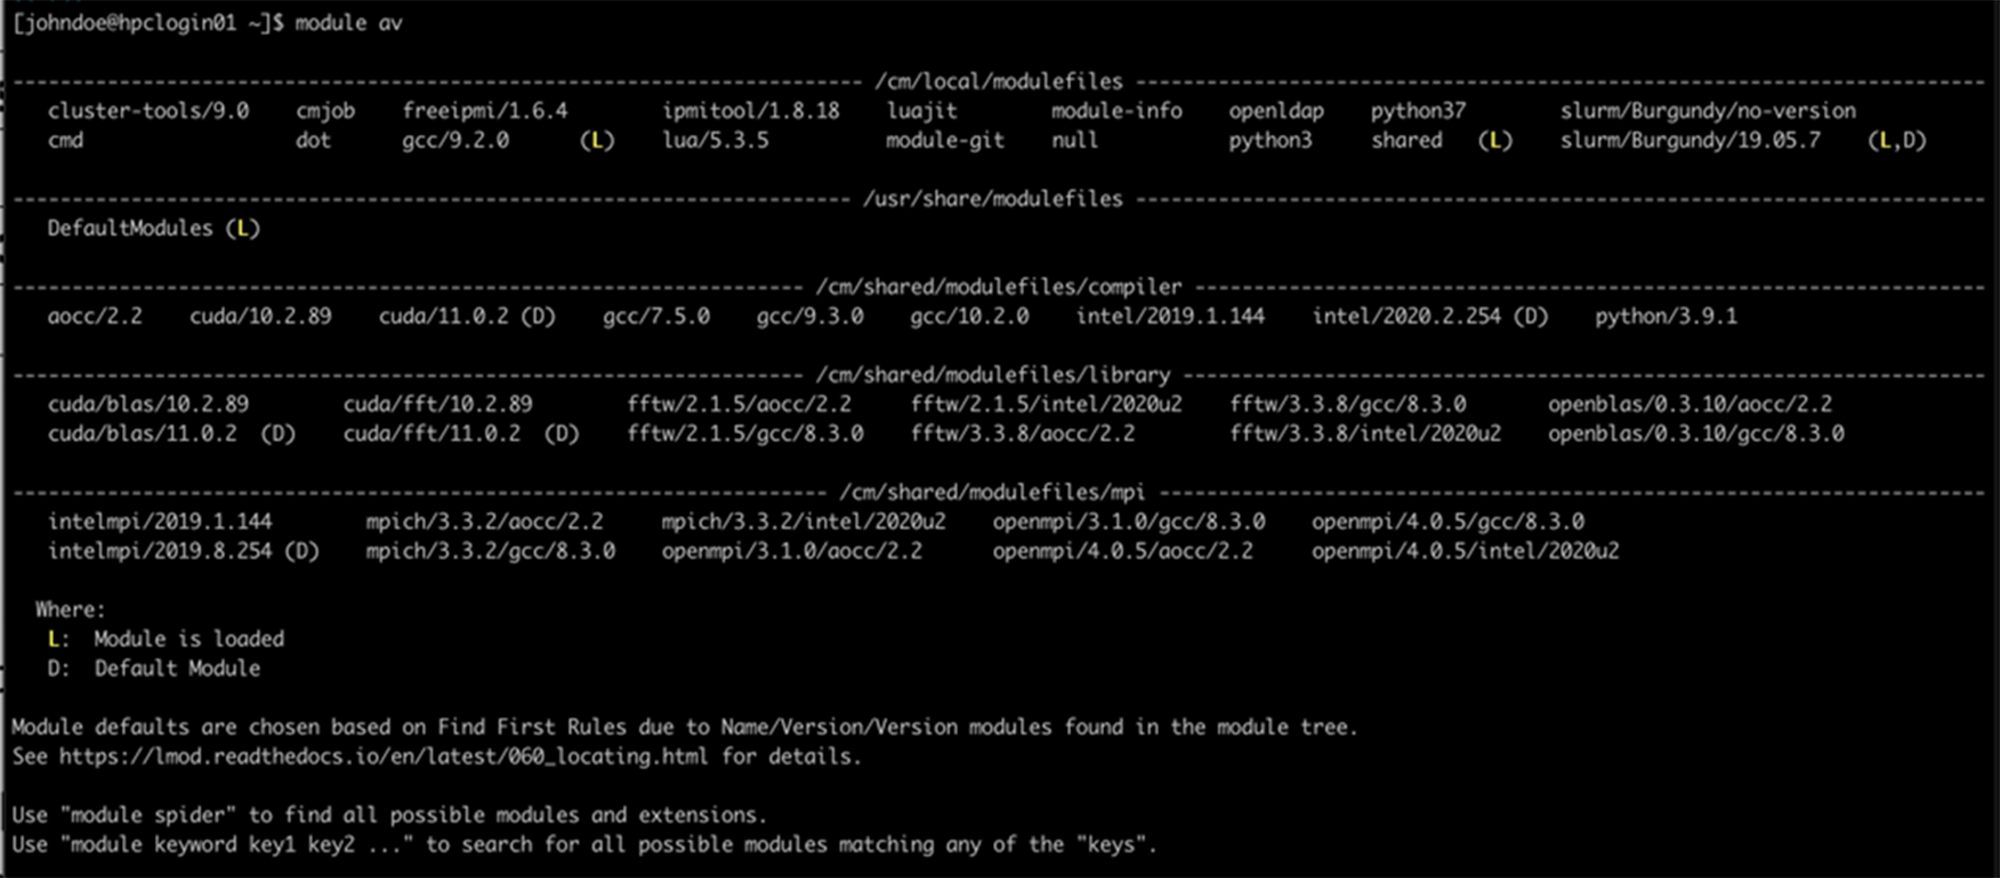 [johndoe@hpclogin01 ~]$ module av
------------------------------------------------------------------------ /cm/local/modulefiles ------------------------------------------------------------------------
cluster-tools/9.0 cmjob freeipmi/1.6.4 ipmitool/1.8.18 luajit module-info openldap python37 slurm/Burgundy/no-version
cmd dot gcc/9.2.0 (L) lua/5.3.5 module-git null python3 shared (L) slurm/Burgundy/19.05.7 (L,D)
----------------------------------------------------------------------- /usr/share/modulefiles ------------------------------------------------------------------------
DefaultModules (L)
------------------------------------------------------------------- /cm/shared/modulefiles/compiler -------------------------------------------------------------------
aocc/2.2 cuda/10.2.89 cuda/11.0.2 (D) gcc/7.5.0 gcc/9.3.0 gcc/10.2.0 intel/2019.1.144 intel/2020.2.254 (D) python/3.9.1
------------------------------------------------------------------- /cm/shared/modulefiles/library --------------------------------------------------------------------
cuda/blas/10.2.89 cuda/fft/10.2.89 fftw/2.1.5/aocc/2.2 fftw/2.1.5/intel/2020u2 fftw/3.3.8/gcc/8.3.0 openblas/0.3.10/aocc/2.2
cuda/blas/11.0.2 (D) cuda/fft/11.0.2 (D) fftw/2.1.5/gcc/8.3.0 fftw/3.3.8/aocc/2.2 fftw/3.3.8/intel/2020u2 openblas/0.3.10/gcc/8.3.0
--------------------------------------------------------------------- /cm/shared/modulefiles/mpi ----------------------------------------------------------------------
intelmpi/2019.1.144 mpich/3.3.2/aocc/2.2 mpich/3.3.2/intel/2020u2 openmpi/3.1.0/gcc/8.3.0 openmpi/4.0.5/gcc/8.3.0
intelmpi/2019.8.254 (D) mpich/3.3.2/gcc/8.3.0 openmpi/3.1.0/aocc/2.2 openmpi/4.0.5/aocc/2.2 openmpi/4.0.5/intel/2020u2
Where:
L: Module is loaded
D: Default Module
Module defaults are chosen based on Find First Rules due to Name/Version/Version modules found in the module tree.
See https://lmod.readthedocs.io/en/latest/060_locating.html for details.
Use "module spider" to find all possible modules and extensions.
Use "module keyword key1 key2 ..." to search for all possible modules matching any of the "keys".